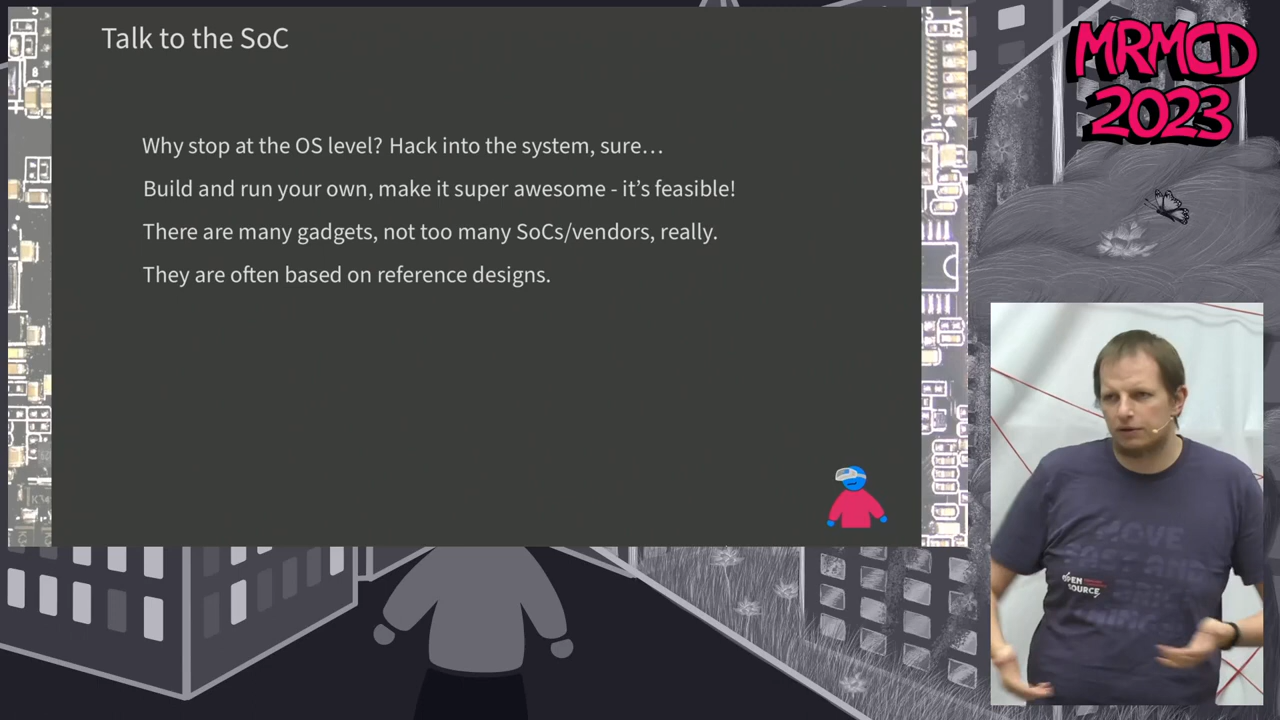 Talk to the SoC
Why stop at the OS level? Hack into the system, sure…
Build and run your own, make it super awesome - it’s feasible!
There are many gadgets, not too many SoCs/vendors, really.
They are often based on reference designs.
MRMCD
2023
MOVE
OPEN
SOURCE